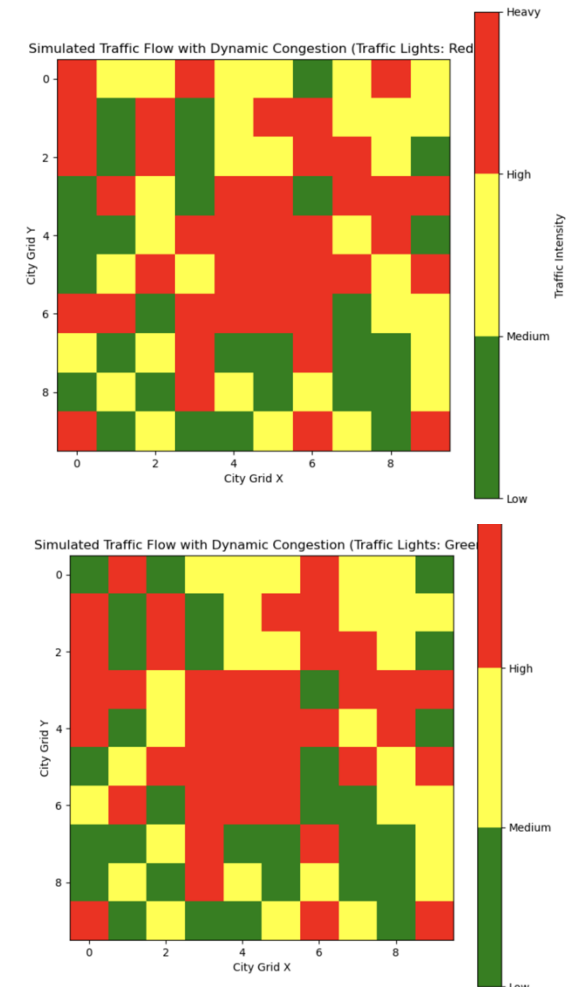 Heavy
Simulated Traffic Flow with Dynamic Congestion (Traffic Lights: Red
0
2
High
4
City Grid Y
Traffic Intensity
6
Medium
8
0 2 4 6 8
City Grid X
Low
Simulated Traffic Flow with Dynamic Congestion (Traffic Lights: Green
0
2
High
4
City Grid Y
6
Medium
8
0 2 4 6 8
City Grid X
Low